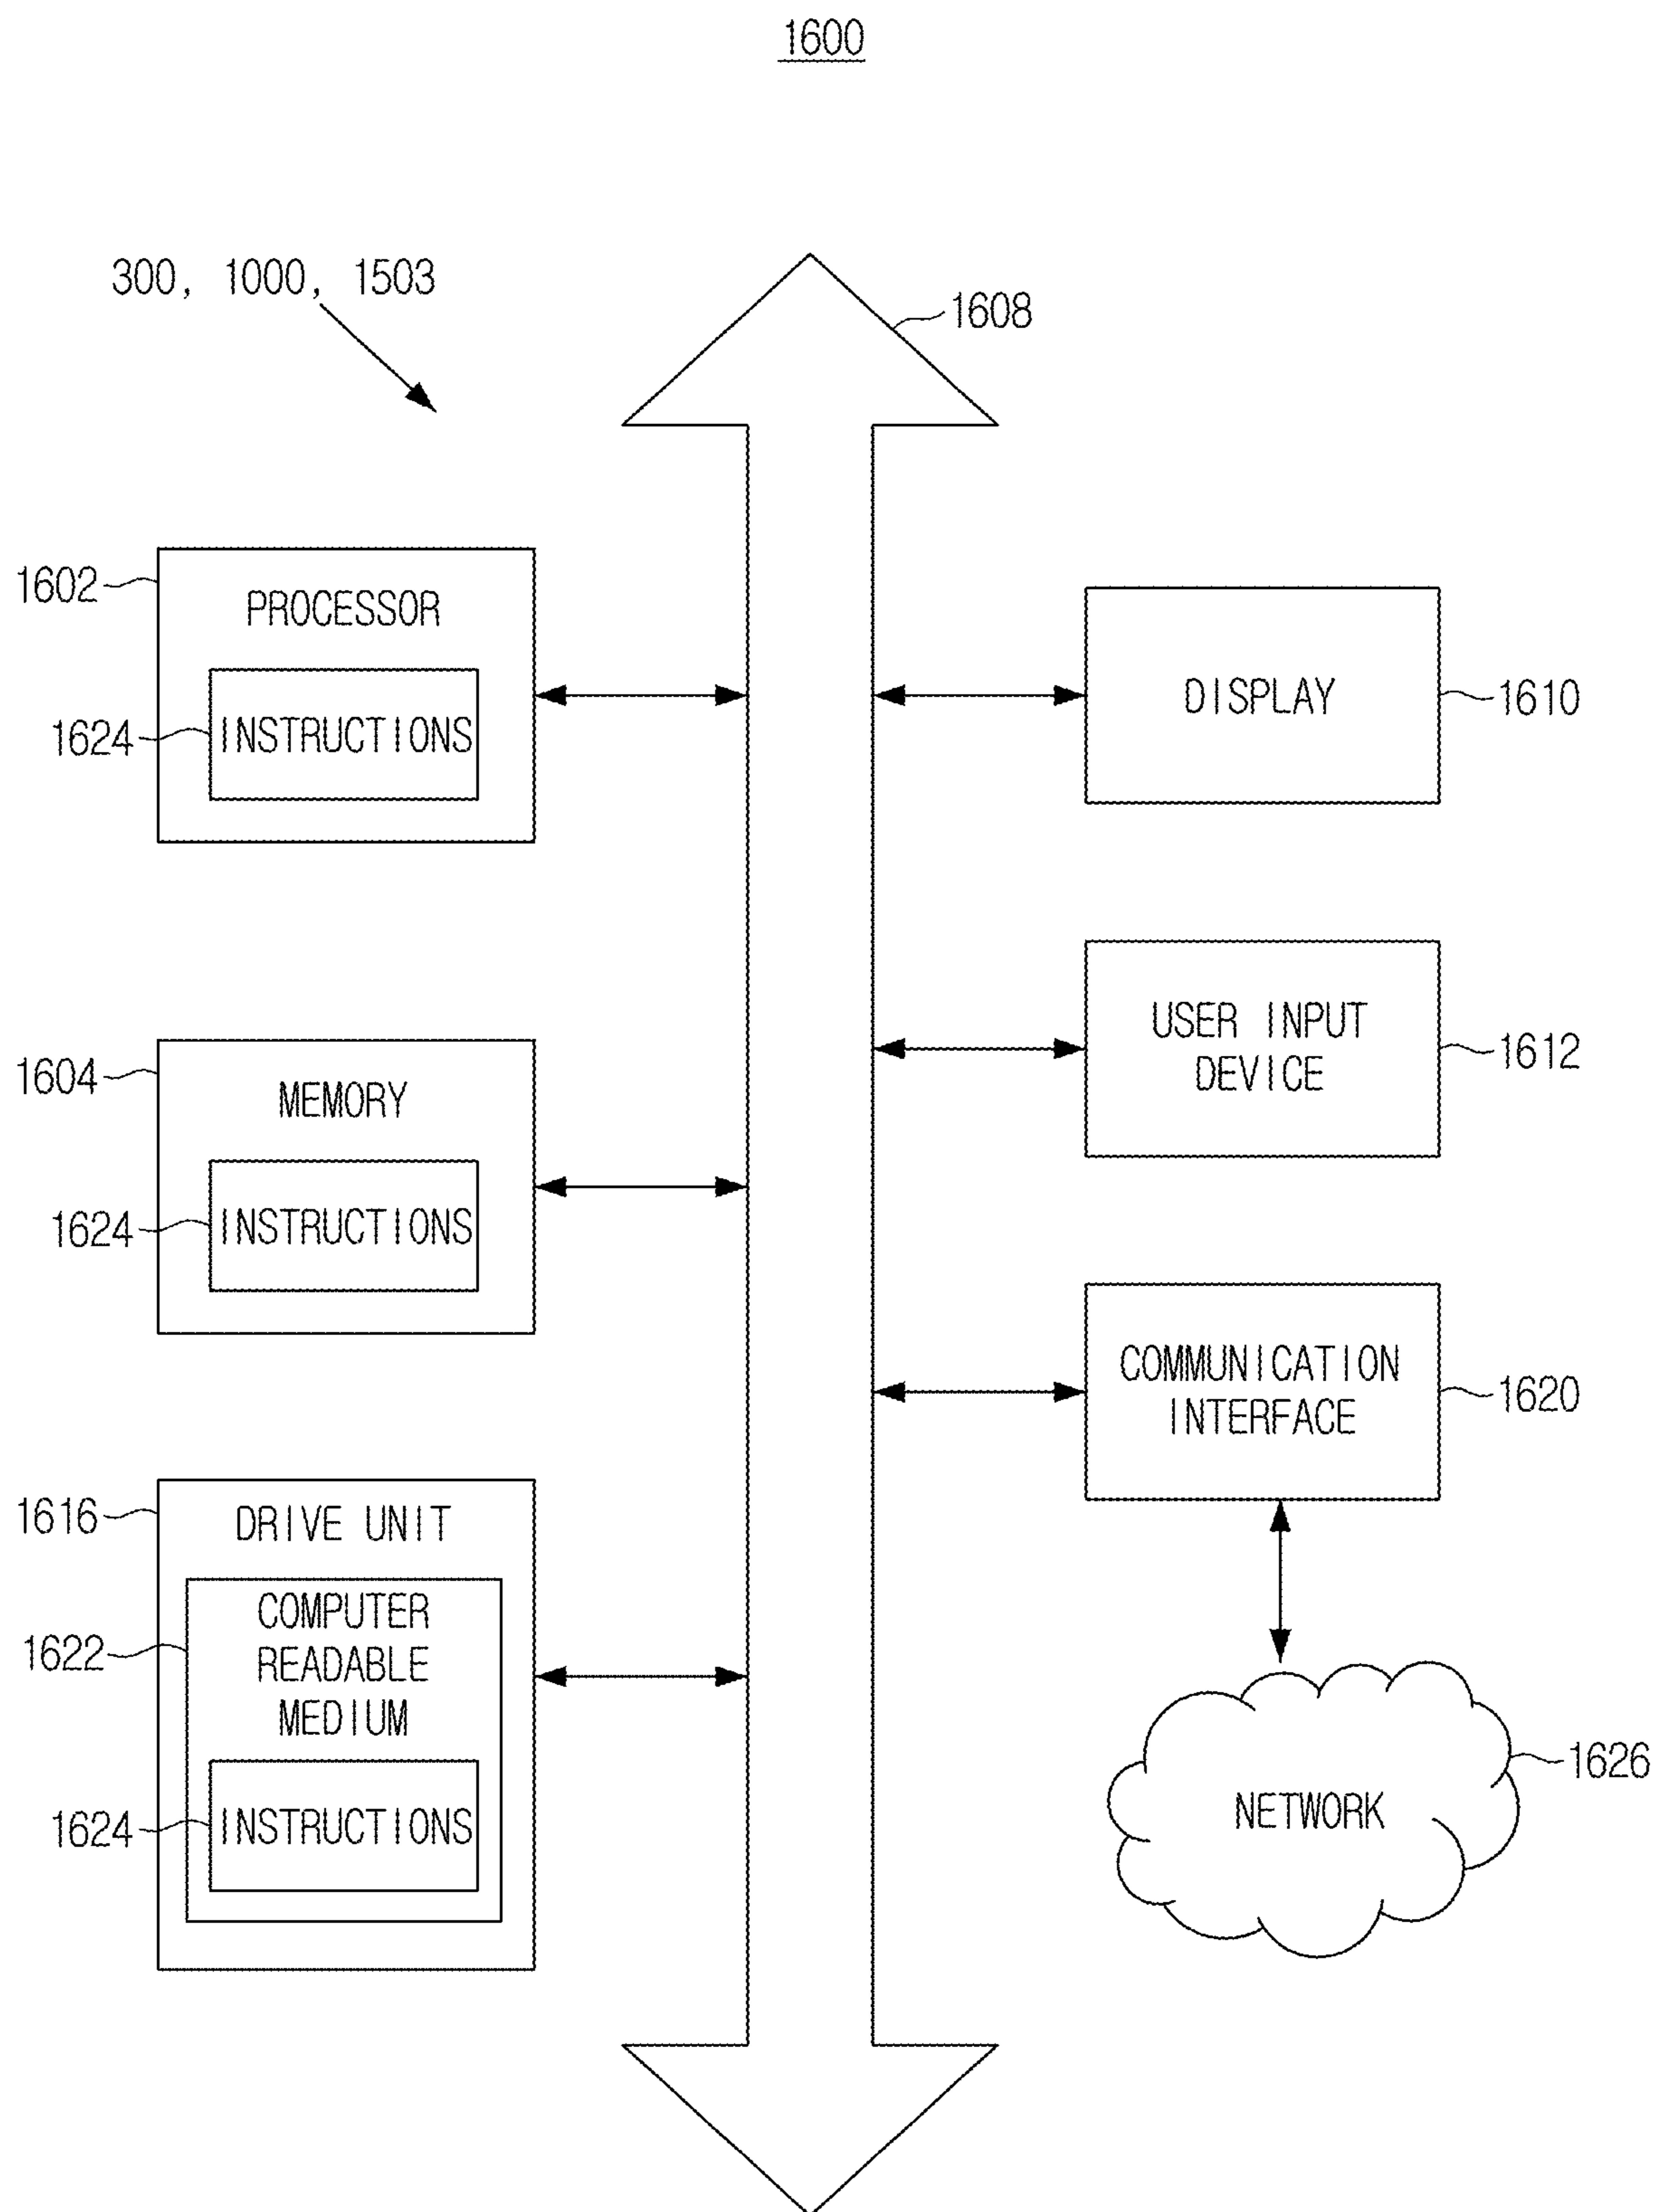 1600
300, 1000, 1503
1608
1602
PROCESSOR
1624
INSTRUCTIONS
1604
MEMORY
1624
INSTRUCTIONS
1616
DRIVE UNIT
1622
COMPUTER
READABLE
MEDIUM
1624
INSTRUCTIONS
DISPLAY
1610
USER INPUT
DEVICE
1612
COMMUNICATION
INTERFACE
1620
NETWORK
1626